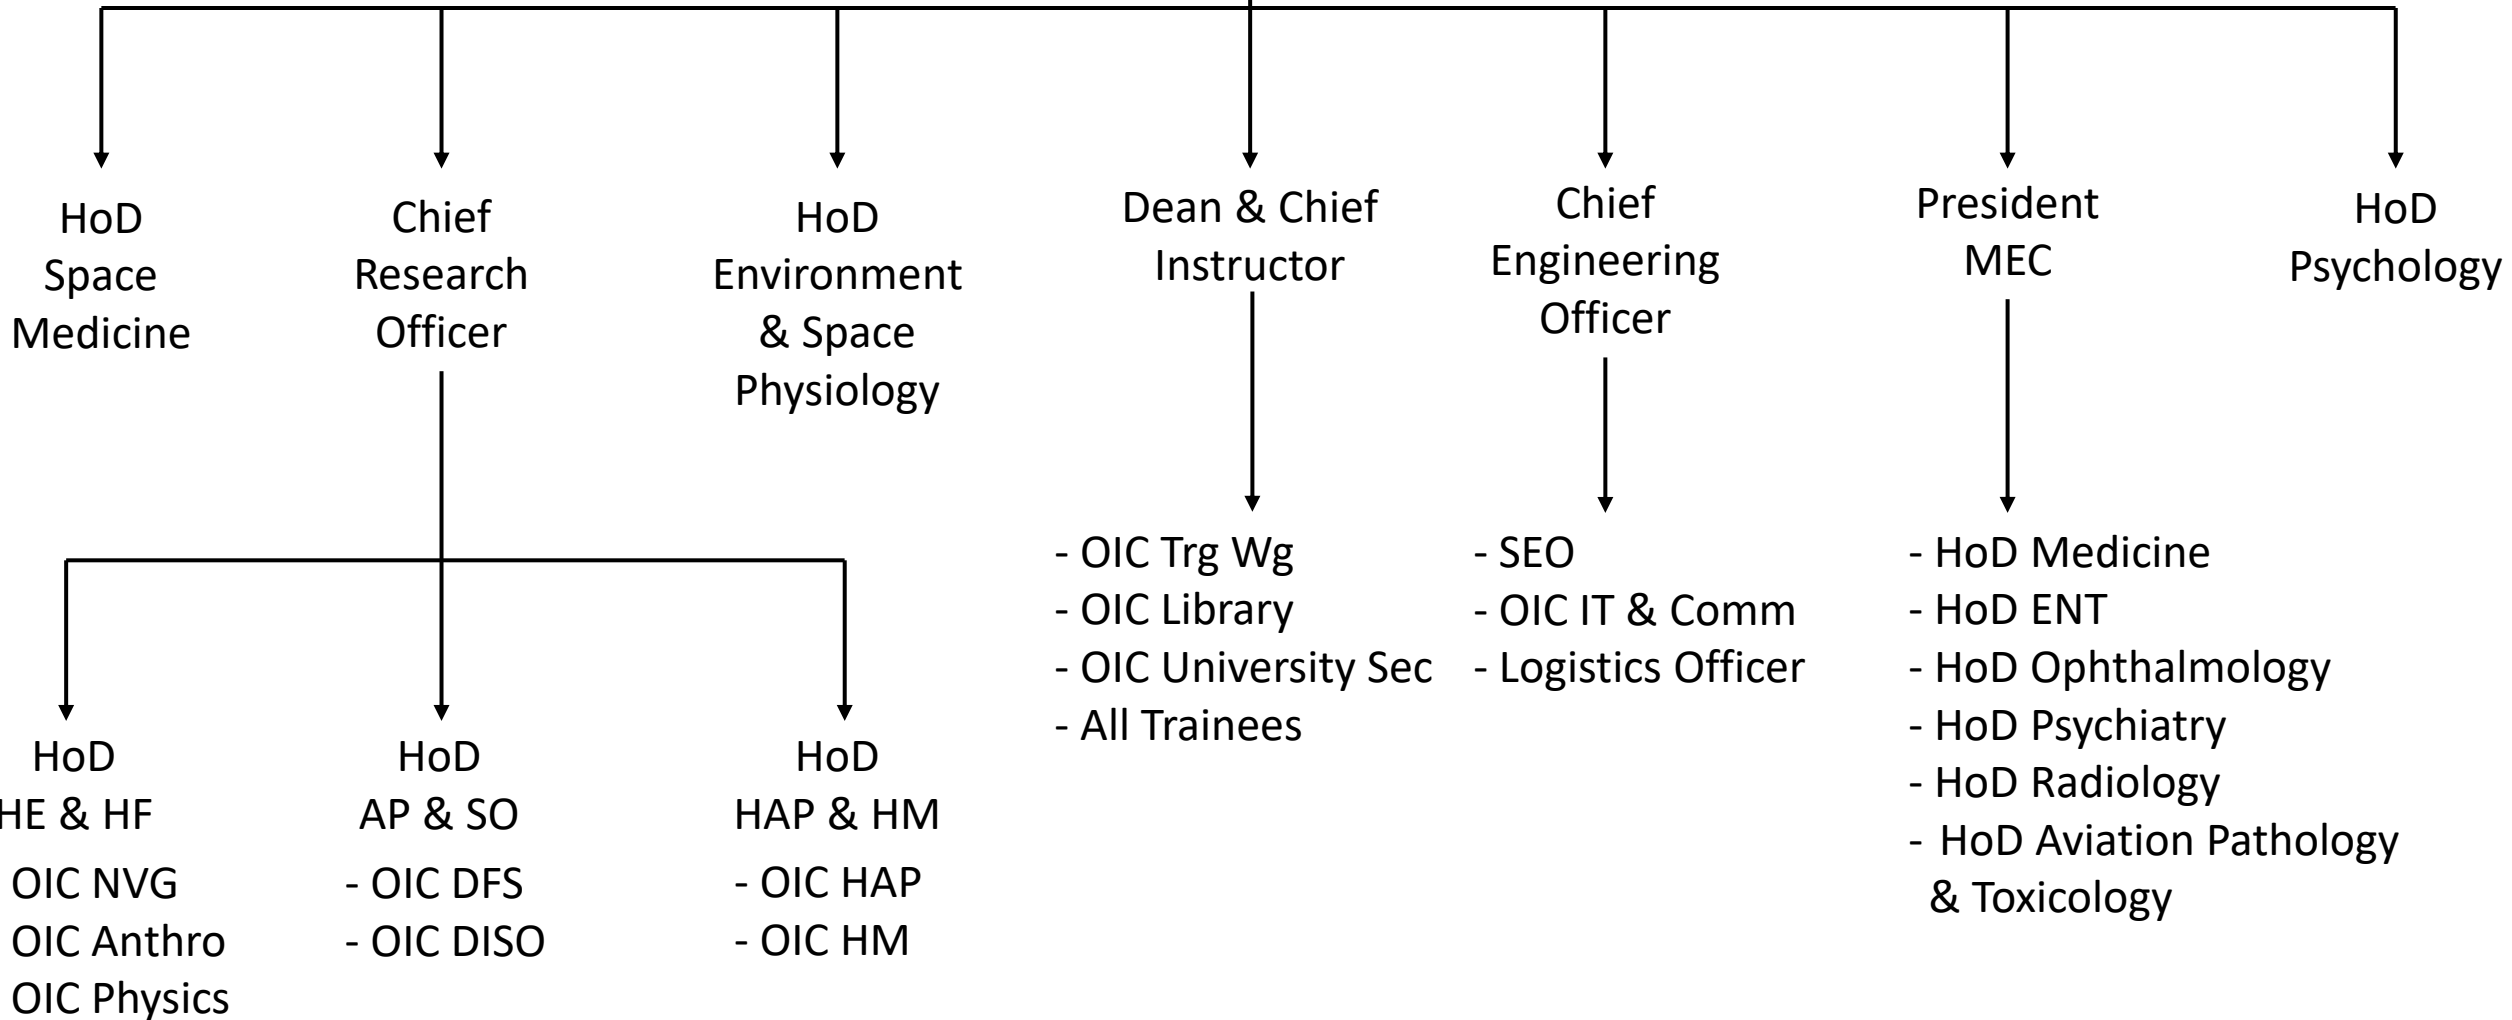 HoD
Space
Medicine
Chief
Research
Officer
HoD
Environment
& Space
Physiology
Dean & Chief
Instructor
Chief
Engineering
Officer
President
MEC
HoD
Psychology
- OIC Trg Wg
- OIC Library
- OIC University Sec
- All Trainees
- SEO
- OIC IT & Comm
- Logistics Officer
- HoD Medicine
- HoD ENT
- HoD Ophthalmology
- HoD Psychiatry
- HoD Radiology
- HoD Aviation Pathology
& Toxicology
HoD
HE & HF
OIC NVG
OIC Anthro
OIC Physics
HoD
AP & SO
- OIC DFS
- OIC DISO
HoD
HAP & HM
- OIC HAP
- OIC HM